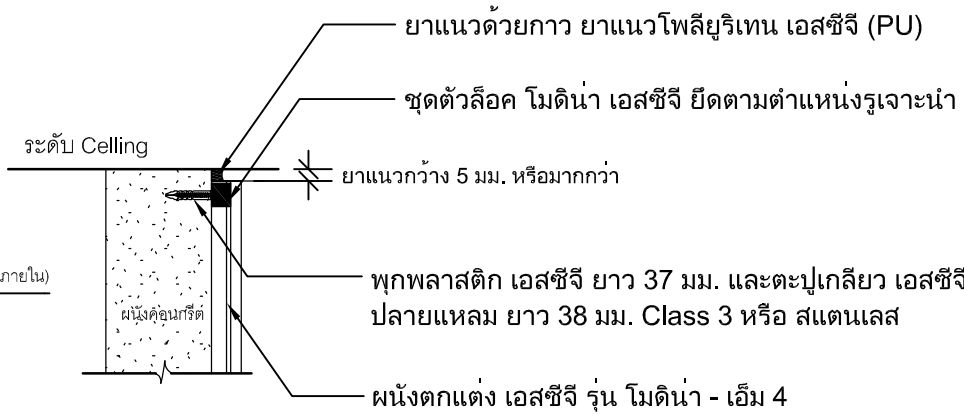 ยาแนวด้วยกาว ยาแนวโพลียูริเทน เอสซีจี (PU)
ชุดตัวล็อค โมดิน่า เอสซีจี ยึดตามตำแหน่งรูเจาะนำ
ระดับ Celling
ยาแนวกว้าง 5 มม. หรือมากกว่า
ภายใน)
พุกพลาสติก เอสซีจี ยาว 37 มม. และตะปูเกลียว เอสซีจี
ปลายแหลม ยาว 38 มม. Class 3 หรือ สแตนเลส
ผนังคอนกรีต
ผนังตกแต่ง เอสซีจี รุ่น โมดิน่า - เอ็ม 4